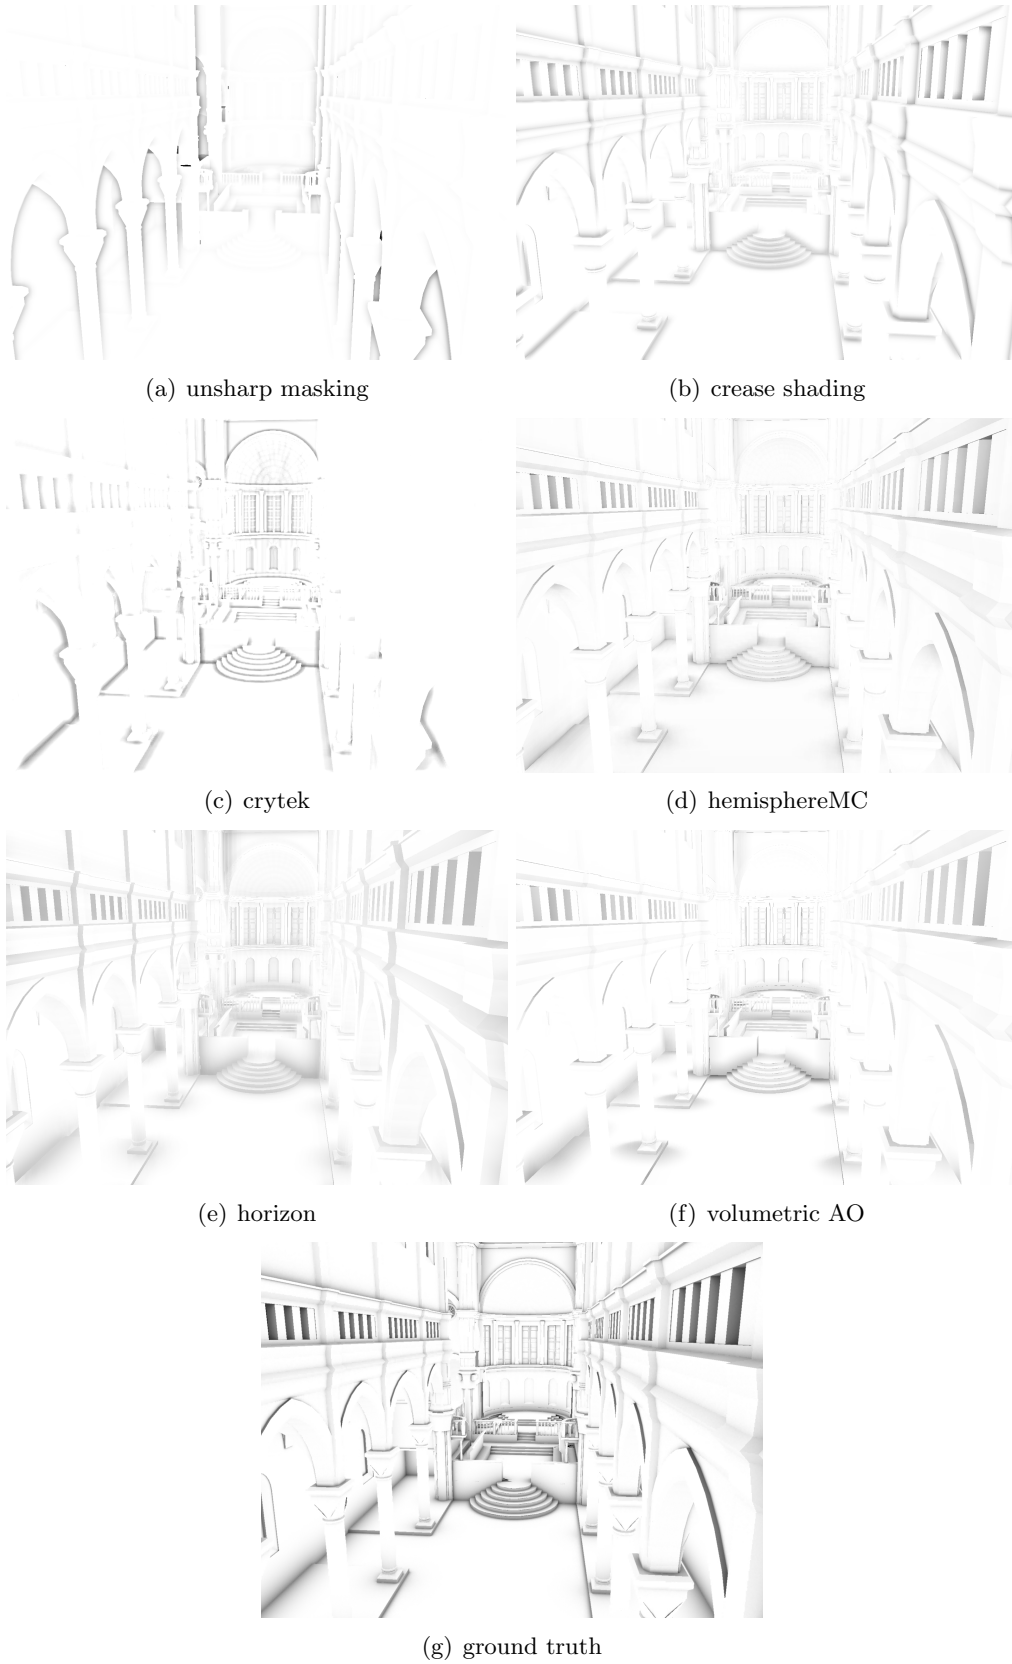 (a) unsharp masking
(b) crease shading
(c) crytek
(d) hemisphereMC
(e) horizon
(f) volumetric AO
(g) ground truth